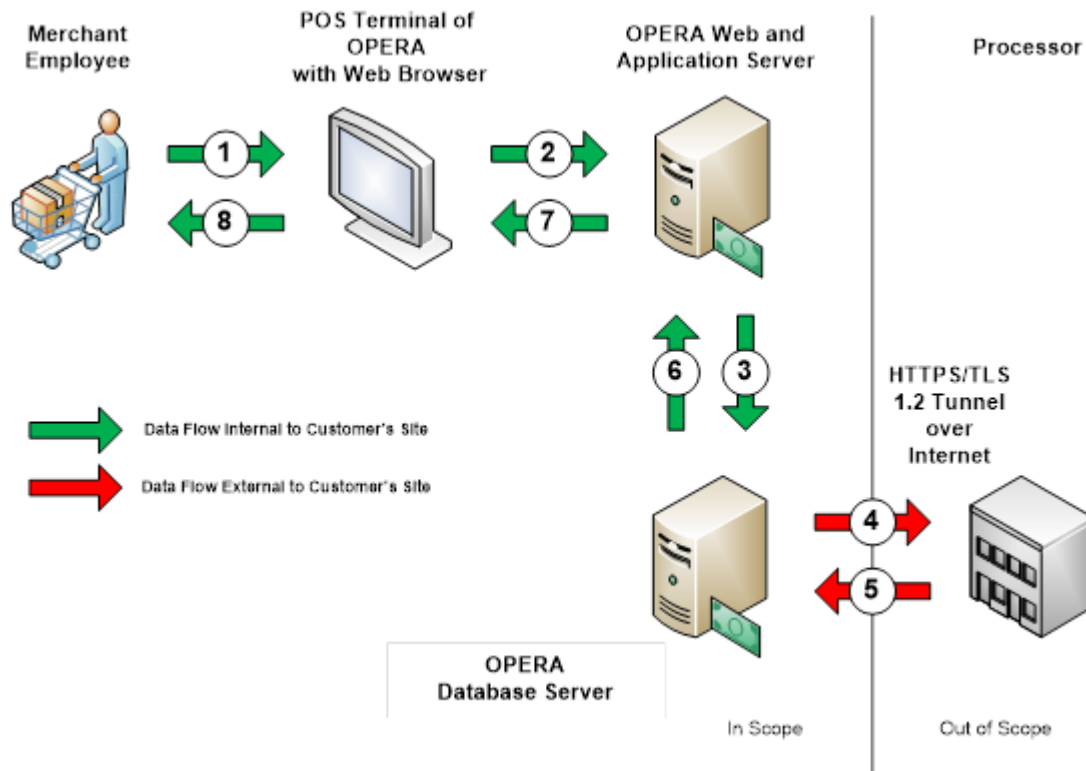 Merchant
Employee
POS Terminal of
OPERA
with Web Browser
OPERA Web and
Application Server
Processor
1
2
8
7
6
3
HTTPS/TLS
1.2 Tunnel
over
Internet
Data Flow Internal to Customer's Site
Data Flow External to Customer's Site
4
5
OPERA
Database Server
In Scope
Out of Scope